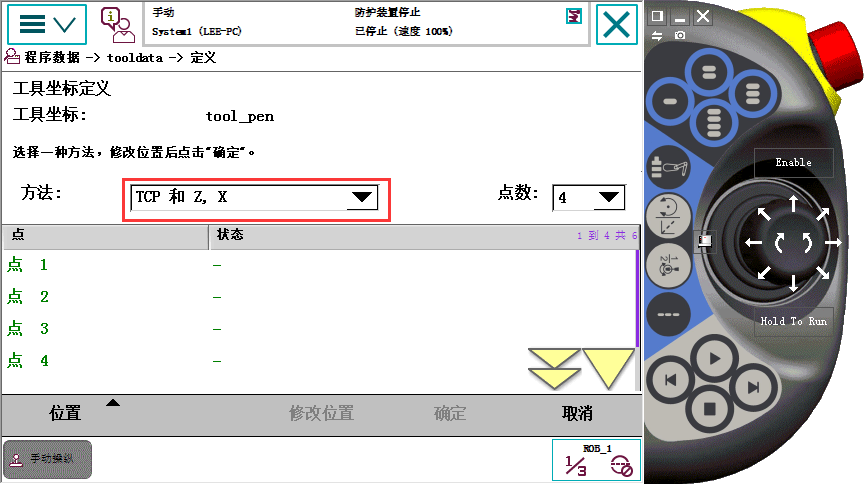 手动
防护装置停止
System1 (LEE-PC)
已停止 (速度 100%)
程序数据 -> tooldata -> 定义
工具坐标定义
工具坐标:
tool_pen
选择一种方法，修改位置后点击“确定”。
方法:
TCP 和 Z, X
点数:
4
点
状态
1 到 4 共 6
点 1
–
点 2
–
点 3
–
点 4
–
位置
修改位置
确定
取消
手动操纵
ROB_1
1/3
Enable
Hold To Run